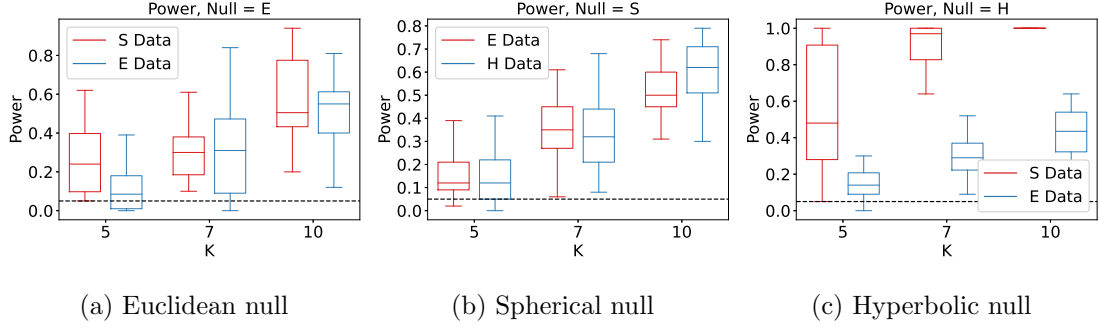 Power, Null = E
Power
0.8
0.6
0.4
0.2
0.0
S Data
E Data
5
7
10
K
(a) Euclidean null
Power, Null = S
Power
0.8
0.7
0.6
0.5
0.4
0.3
0.2
0.1
0.0
E Data
H Data
5
7
10
K
(b) Spherical null
Power, Null = H
Power
1.0
0.8
0.6
0.4
0.2
0.0
S Data
E Data
5
7
10
K
(c) Hyperbolic null